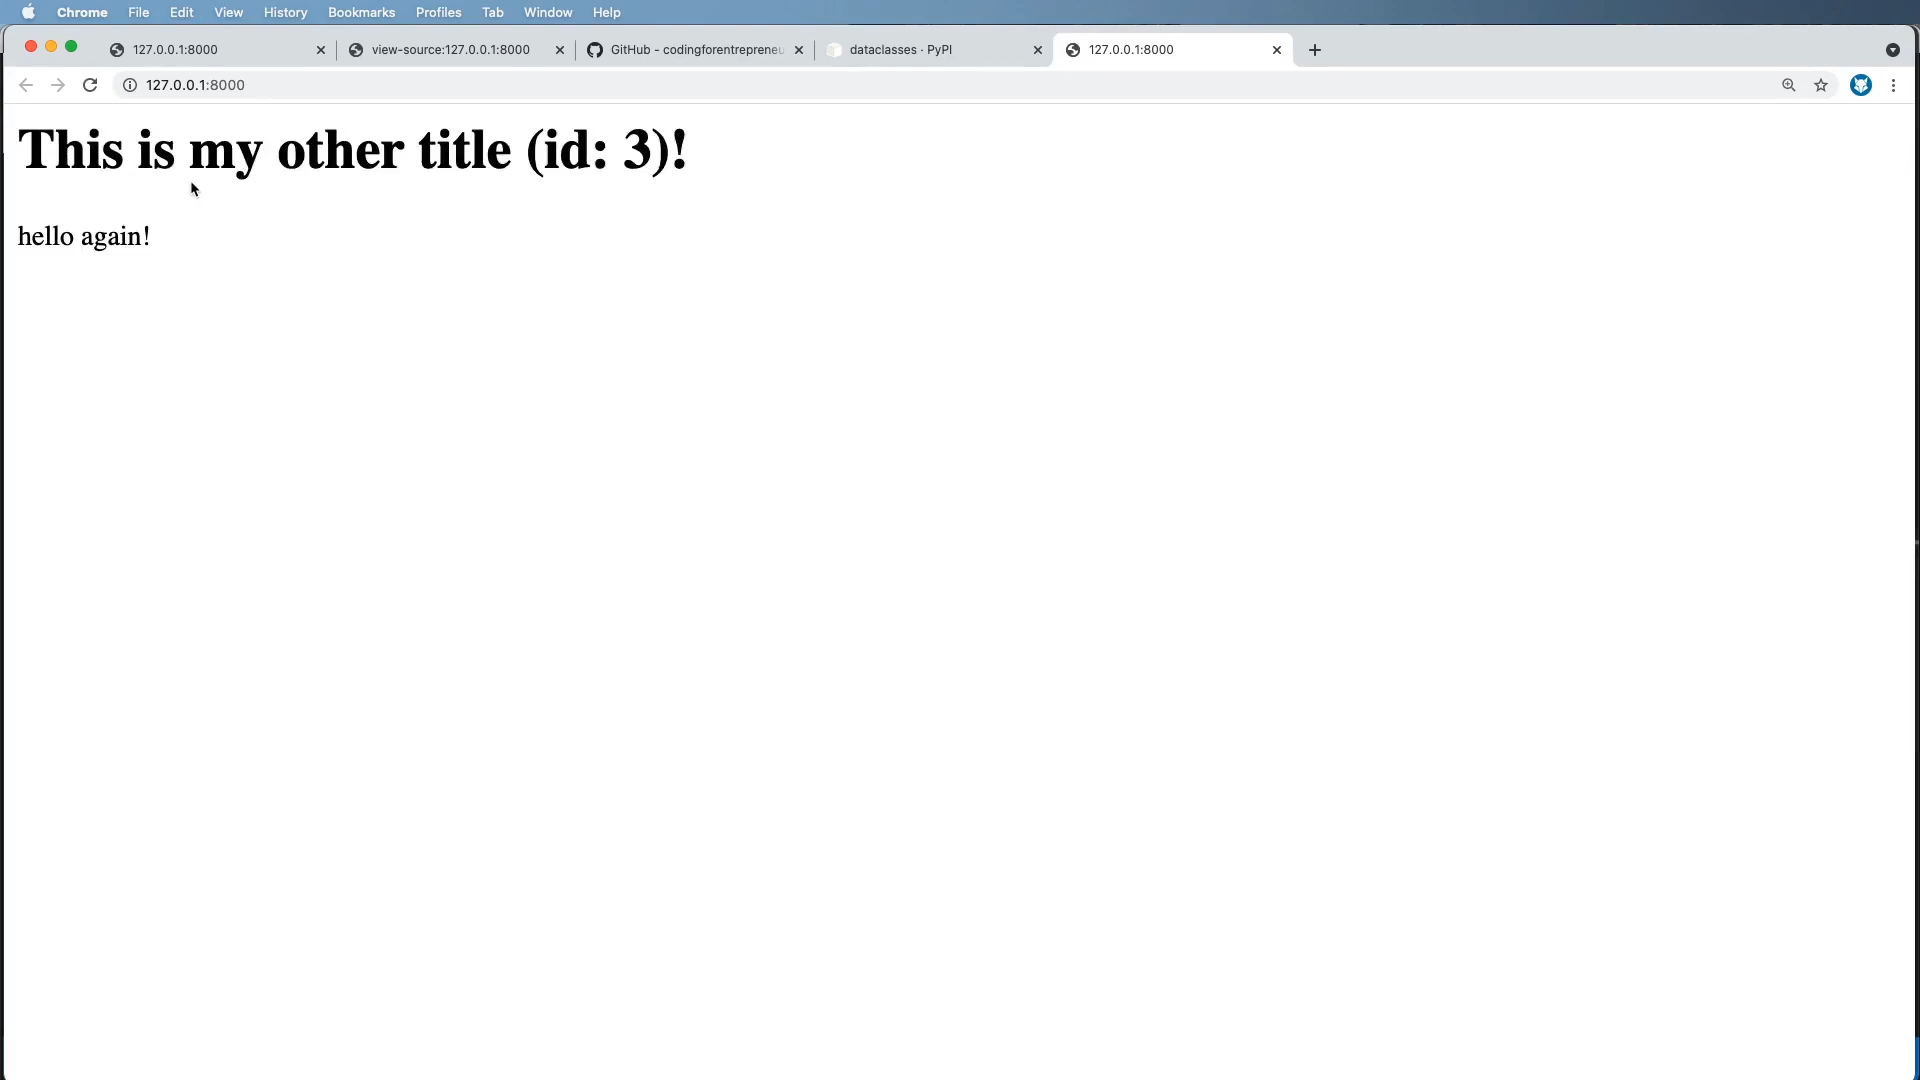 Chrome File Edit View History Bookmarks Profiles Tab Window Help
127.0.0.1:8000 view-source:127.0.0.1:8000 GitHub - codingforentrepreneu dataclasses · PyPI 127.0.0.1:8000
127.0.0.1:8000
This is my other title (id: 3)!
hello again!